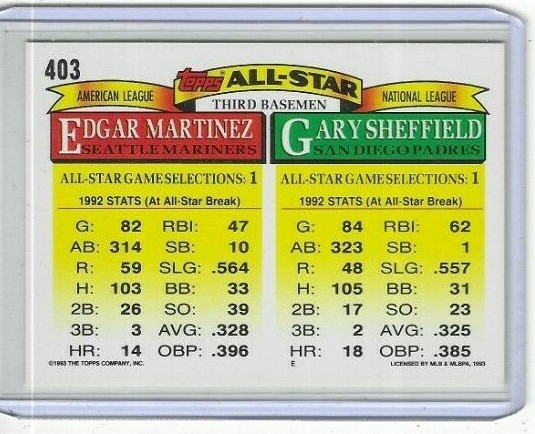 403
Topps ALL-STAR
AMERICAN LEAGUE
NATIONAL LEAGUE
THIRD BASEMEN
EDGAR MARTINEZ
SEATTLE MARINERS
ALL-STAR GAME SELECTIONS: 1
1992 STATS (At All-Star Break)
G: 82 RBI: 47
AB: 314 SB: 10
R: 59 SLG: .564
H: 103 BB: 33
2B: 26 SO: 39
3B: 3 AVG: .328
HR: 14 OBP: .396
©1993 THE TOPPS COMPANY, INC.
GARY SHEFFIELD
SAN DIEGO PADRES
ALL-STAR GAME SELECTIONS: 1
1992 STATS (At All-Star Break)
G: 84 RBI: 62
AB: 323 SB: 1
R: 48 SLG: .557
H: 105 BB: 31
2B: 17 SO: 23
3B: 2 AVG: .325
HR: 18 OBP: .385
E LICENSED BY MLB & MLBPA, 1993